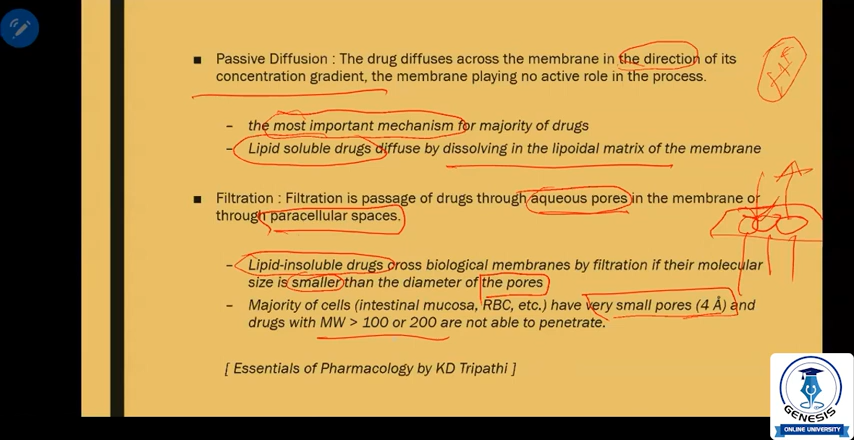 ▪ Passive Diffusion : The drug diffuses across the membrane in the direction of its
concentration gradient, the membrane playing no active role in the process.
– the most important mechanism for majority of drugs
– Lipid soluble drugs diffuse by dissolving in the lipoidal matrix of the membrane
▪ Filtration : Filtration is passage of drugs through aqueous pores in the membrane or
through paracellular spaces.
– Lipid-insoluble drugs cross biological membranes by filtration if their molecular
size is smaller than the diameter of the pores
– Majority of cells (intestinal mucosa, RBC, etc.) have very small pores (4 Å) and
drugs with MW > 100 or 200 are not able to penetrate.
[ Essentials of Pharmacology by KD Tripathi ]
GENESIS
ONLINE UNIVERSITY